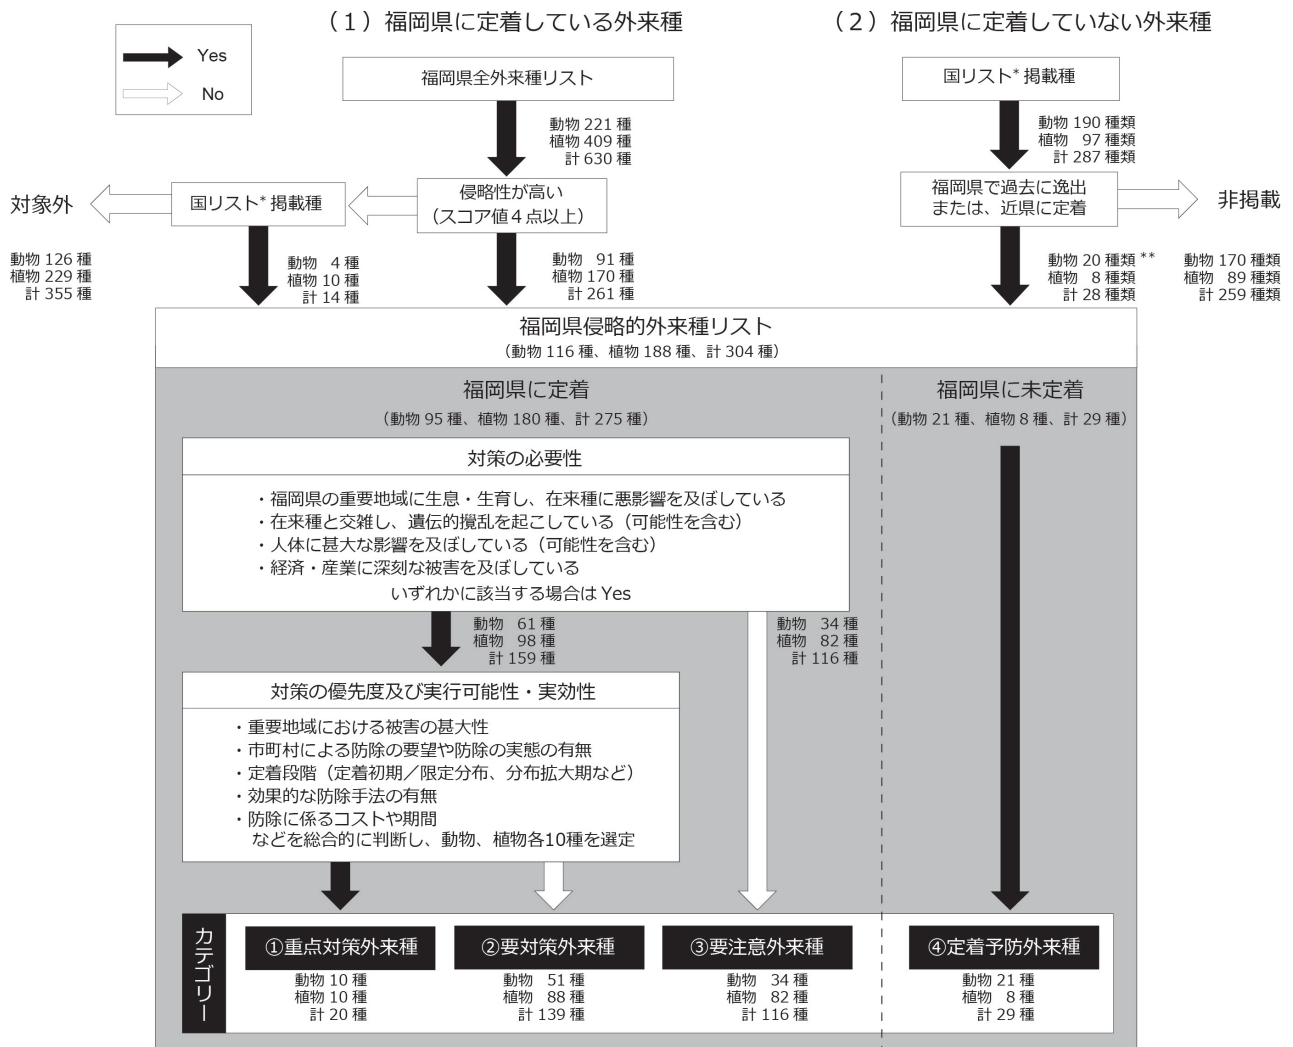 （1）福岡県に定着している外来種
（2）福岡県に定着していない外来種
Yes
No
福岡県全外来種リスト
国リスト* 掲載種
動物 221 種
植物 409 種
計 630 種
動物 190 種類
植物 97 種類
計 287 種類
対象外
国リスト* 掲載種
侵略性が高い
（スコア値４点以上）
福岡県で過去に逸出
または、近県に定着
非掲載
動物 126 種
植物 229 種
計 355 種
動物 4 種
植物 10 種
計 14 種
動物 91 種
植物 170 種
計 261 種
動物 20 種類 **
植物 8 種類
計 28 種類
動物 170 種類
植物 89 種類
計 259 種類
福岡県侵略的外来種リスト
（動物 116 種、植物 188 種、計 304 種）
福岡県に定着
（動物 95 種、植物 180 種、計 275 種）
福岡県に未定着
（動物 21 種、植物 8 種、計 29 種）
対策の必要性
・福岡県の重要地域に生息・生育し、在来種に悪影響を及ぼしている
・在来種と交雑し、遺伝的攪乱を起こしている（可能性を含む）
・人体に甚大な影響を及ぼしている（可能性を含む）
・経済・産業に深刻な被害を及ぼしている
いずれかに該当する場合は Yes
動物 61 種
植物 98 種
計 159 種
動物 34 種
植物 82 種
計 116 種
対策の優先度及び実行可能性・実効性
・重要地域における被害の甚大性
・市町村による防除の要望や防除の実態の有無
・定着段階（定着初期／限定分布、分布拡大期など）
・効果的な防除手法の有無
・防除に係るコストや期間
などを総合的に判断し、動物、植物各10種を選定
カテゴリー
①重点対策外来種
動物 10 種
植物 10 種
計 20 種
②要対策外来種
動物 51 種
植物 88 種
計 139 種
③要注意外来種
動物 34 種
植物 82 種
計 116 種
④定着予防外来種
動物 21 種
植物 8 種
計 29 種